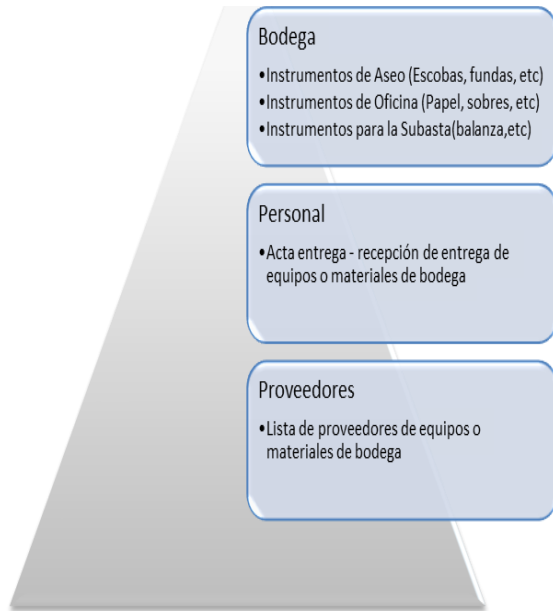 Bodega
•Instrumentos de Aseo (Escobas, fundas, etc)
•Instrumentos de Oficina (Papel, sobres, etc)
•Instrumentos para la Subasta(balanza,etc)
Personal
•Acta entrega - recepción de entrega de
equipos o materiales de bodega
Proveedores
•Lista de proveedores de equipos o
materiales de bodega